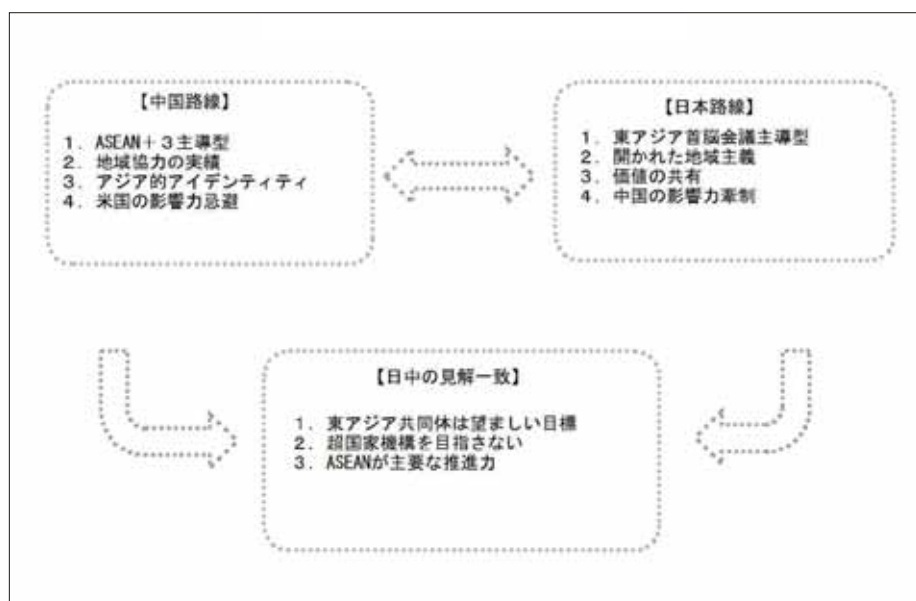 【中国路線】
1．ASEAN＋3主導型
2．地域協力の実績
3．アジア的アイデンティティ
4．米国の影響力忌避
【日本路線】
1．東アジア首脳会議主導型
2．開かれた地域主義
3．価値の共有
4．中国の影響力牽制
【日中の見解一致】
1．東アジア共同体は望ましい目標
2．超国家機構を目指さない
3．ASEANが主要な推進力